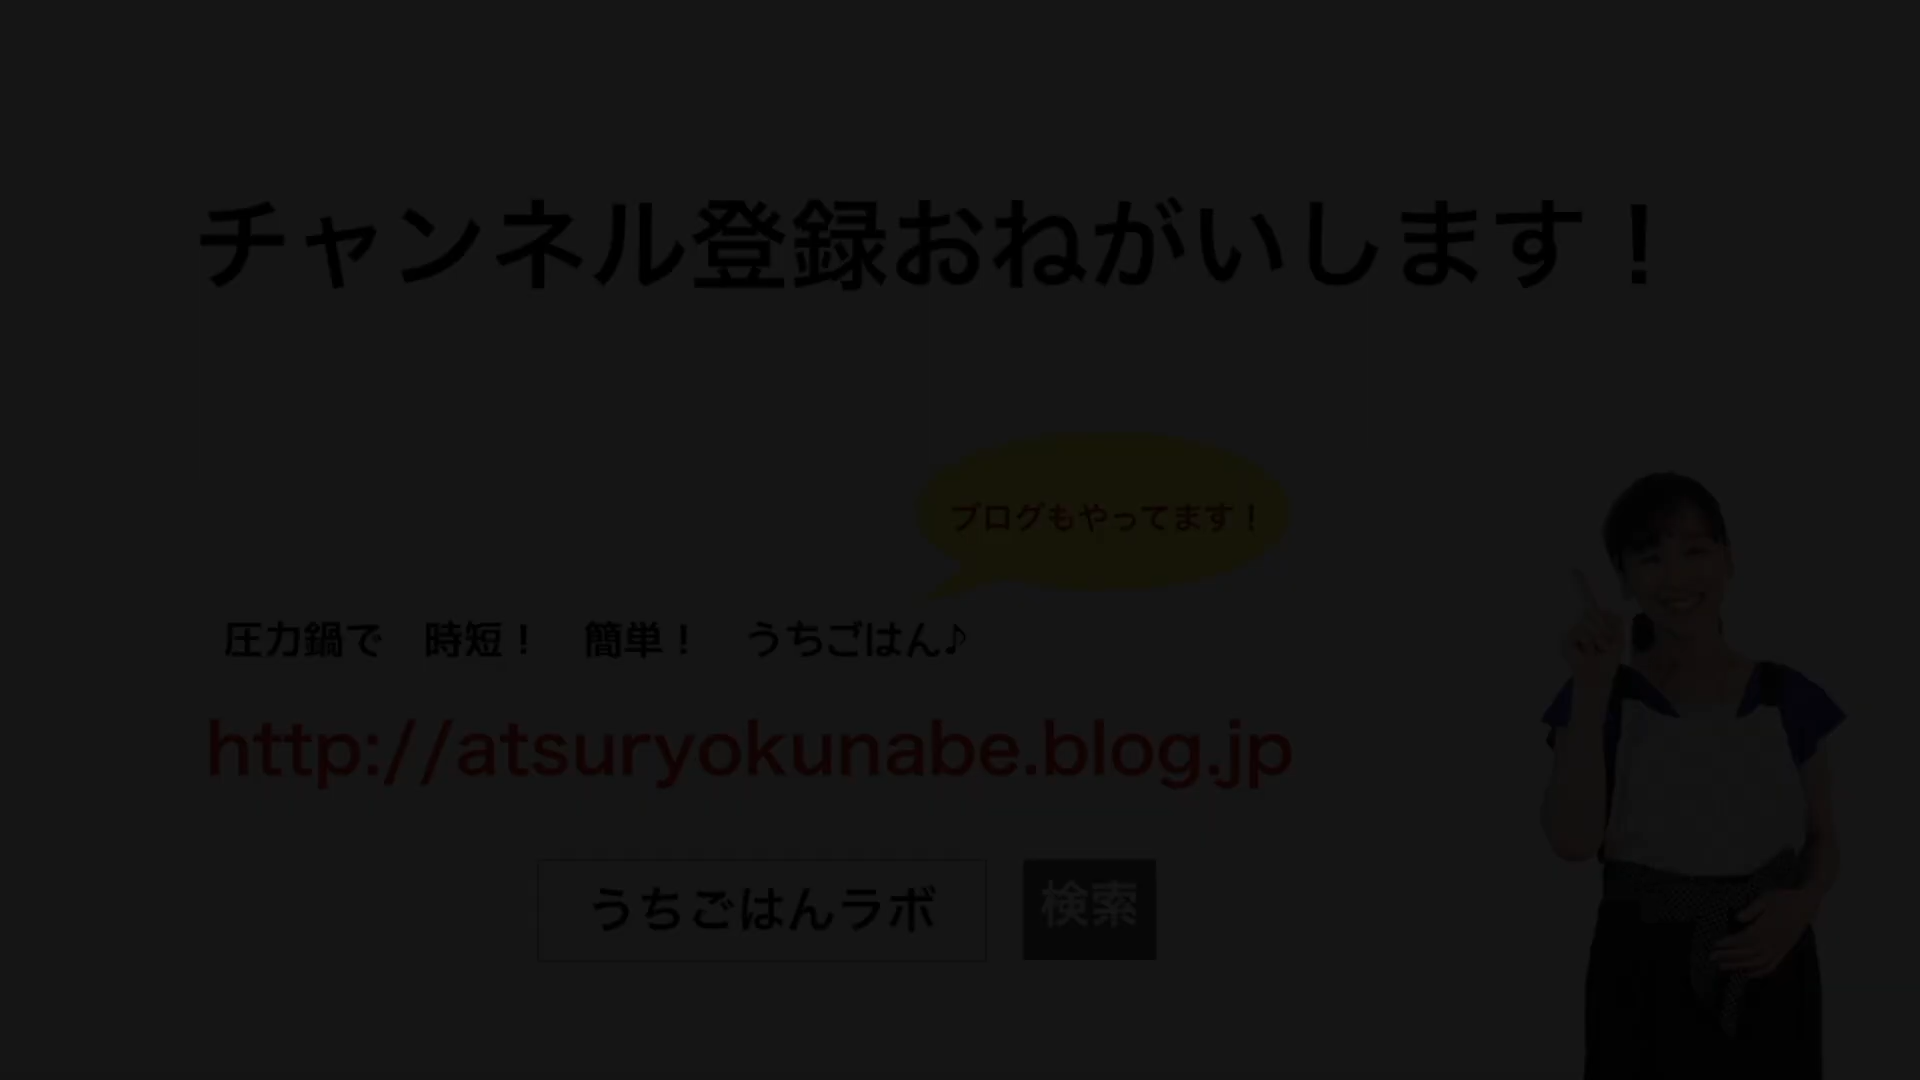 チャンネル登録おねがいします！
ブログもやってます！
圧力鍋で　時短！　簡単！　うちごはん♪
http://atsuryokunabe.blog.jp
うちごはんラボ　検索